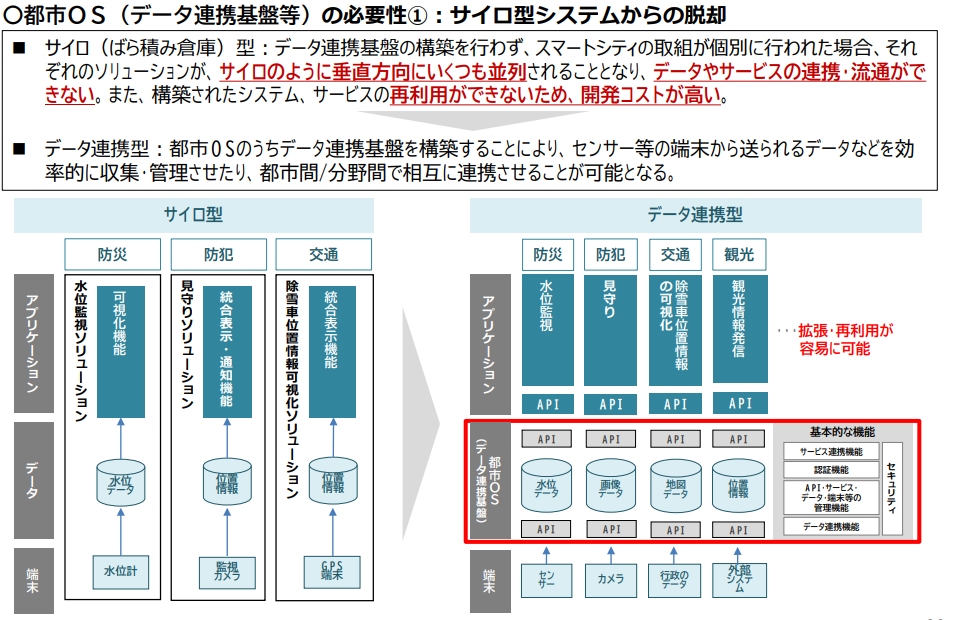 〇都市ＯＳ（データ連携基盤等）の必要性①：サイロ型システムからの脱却
■ サイロ（ばら積み倉庫）型：データ連携基盤の構築を行わず、スマートシティの取組が個別に行われた場合、それ
ぞれのソリューションが、サイロのように垂直方向にいくつも並列されることとなり、データやサービスの連携・流通がで
きない。また、構築されたシステム、サービスの再利用ができないため、開発コストが高い。
■ データ連携型：都市ＯＳのうちデータ連携基盤を構築することにより、センサー等の端末から送られるデータなどを効
率的に収集・管理させたり、都市間/分野間で相互に連携させることが可能となる。
サイロ型
防災
防犯
交通
アプリケーション
データ
端末
水位監視ソリューション
可視化機能
水位
データ
水位計
見守りソリューション
統合表示・通知機能
位置
情報
監視
カメラ
除雪車位置情報可視化ソリューション
統合表示機能
位置
情報
GPS
端末
データ連携型
防災
防犯
交通
観光
アプリケーション
水位監視
見守り
除雪車位置情報
の可視化
観光情報発信
･･･拡張・再利用が
容易に可能
API
API
API
API
都市ＯＳ
（データ連携基盤）
API
API
API
API
水位
データ
画像
データ
地図
データ
位置
情報
API
API
API
API
基本的な機能
サービス連携機能
認証機能
API・サービス・
データ・端末等の
管理機能
データ連携機能
セキュリティ
端末
セン
サー
カメラ
行政の
データ
外部
システ
ム